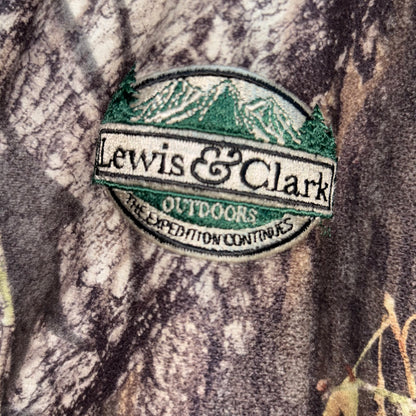 Lewis & Clark
OUTDOORS
THE EXPEDITION CONTINUES